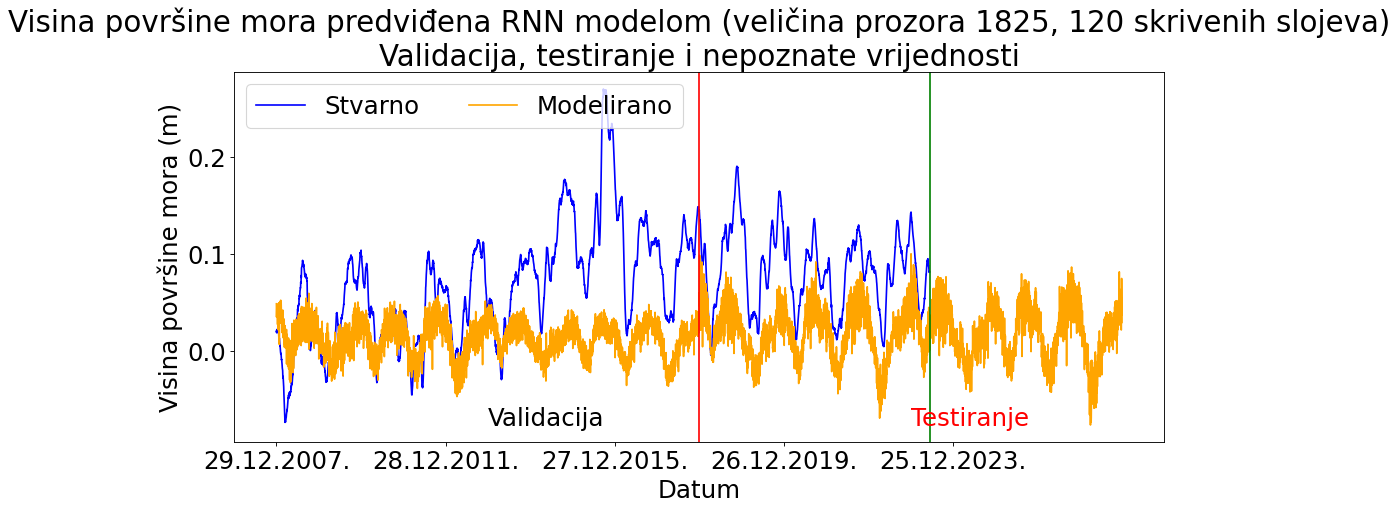 Visina površine mora predviđena RNN modelom (veličina prozora 1825, 120 skrivenih slojeva)
Validacija, testiranje i nepoznate vrijednosti
Stvarno
Modelirano
Visina površine mora (m)
0.2
0.1
0.0
Validacija
Testiranje
29.12.2007.
28.12.2011.
27.12.2015.
26.12.2019.
25.12.2023.
Datum